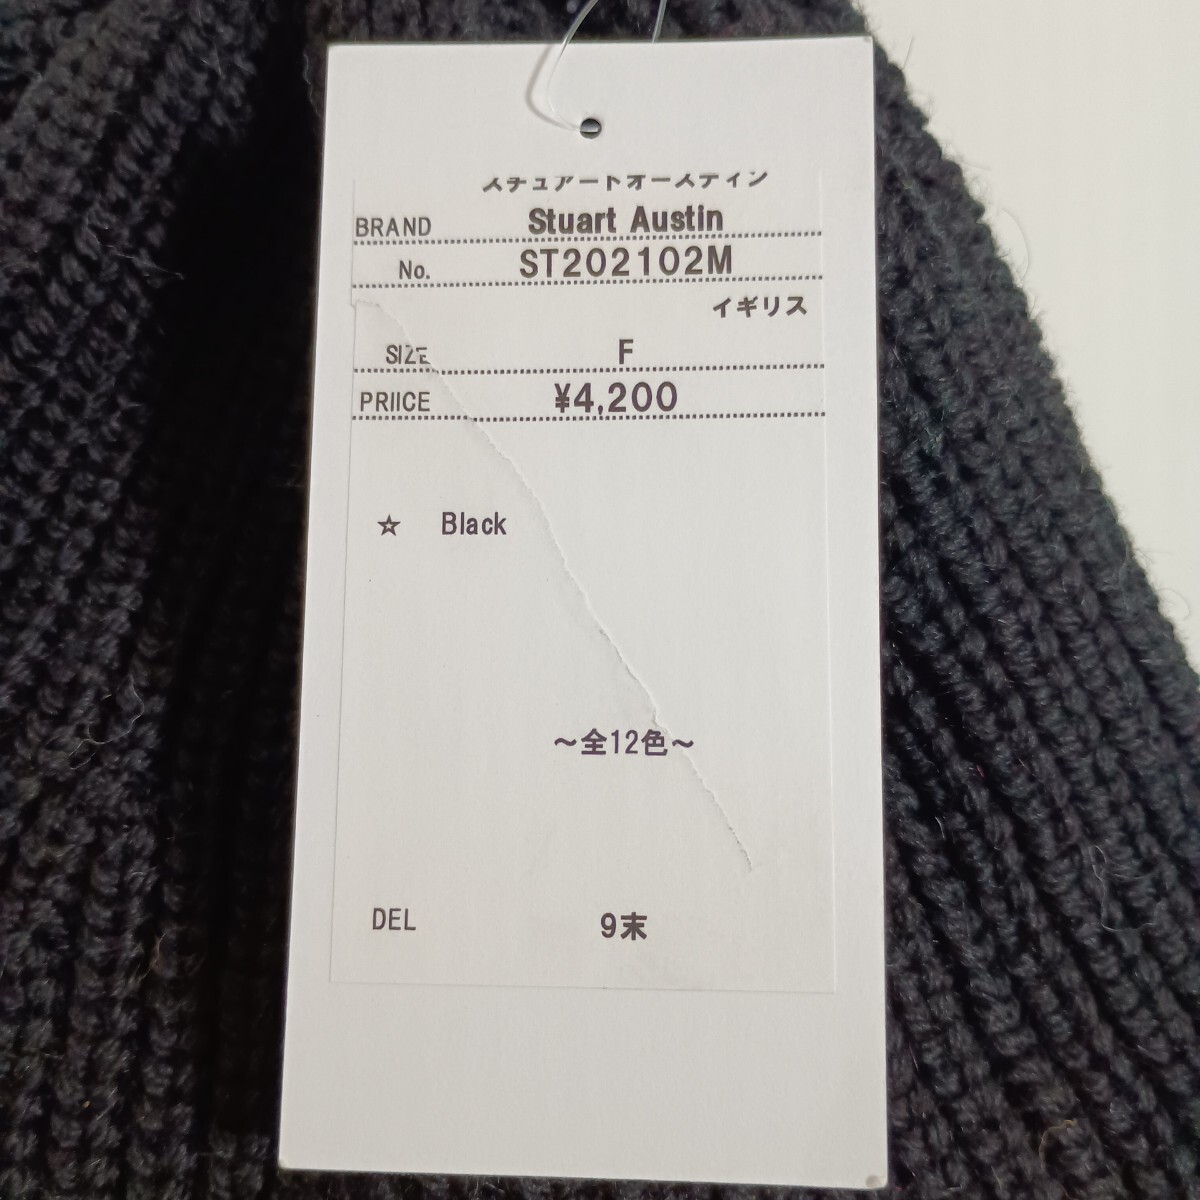 スチュアートオースティン
BRAND Stuart Austin
No. ST202102M
イギリス
SIZE F
PRIICE ¥4,200
☆ Black
～全12色～
DEL 9末